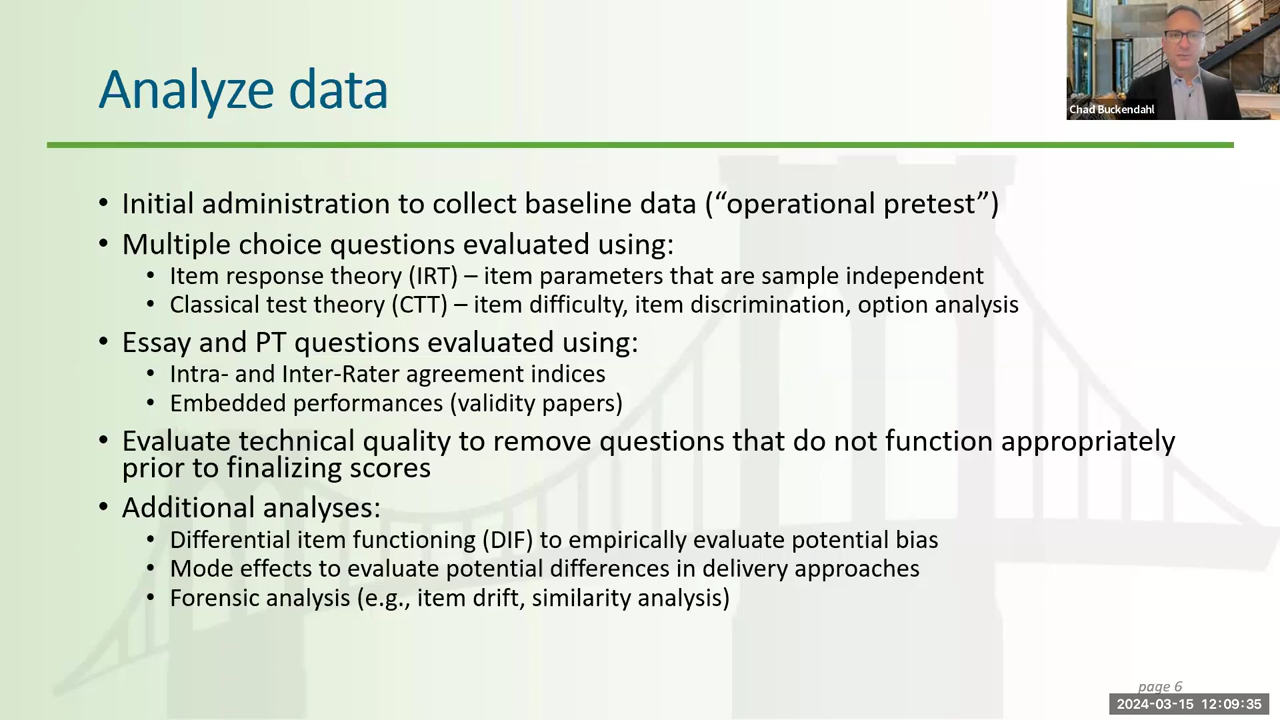 Analyze data
Chad Buckendahl
• Initial administration to collect baseline data (“operational pretest”)
• Multiple choice questions evaluated using:
• Item response theory (IRT) – item parameters that are sample independent
• Classical test theory (CTT) – item difficulty, item discrimination, option analysis
• Essay and PT questions evaluated using:
• Intra- and Inter-Rater agreement indices
• Embedded performances (validity papers)
• Evaluate technical quality to remove questions that do not function appropriately
prior to finalizing scores
• Additional analyses:
• Differential item functioning (DIF) to empirically evaluate potential bias
• Mode effects to evaluate potential differences in delivery approaches
• Forensic analysis (e.g., item drift, similarity analysis)
page 6
2024-03-15 12:09:35